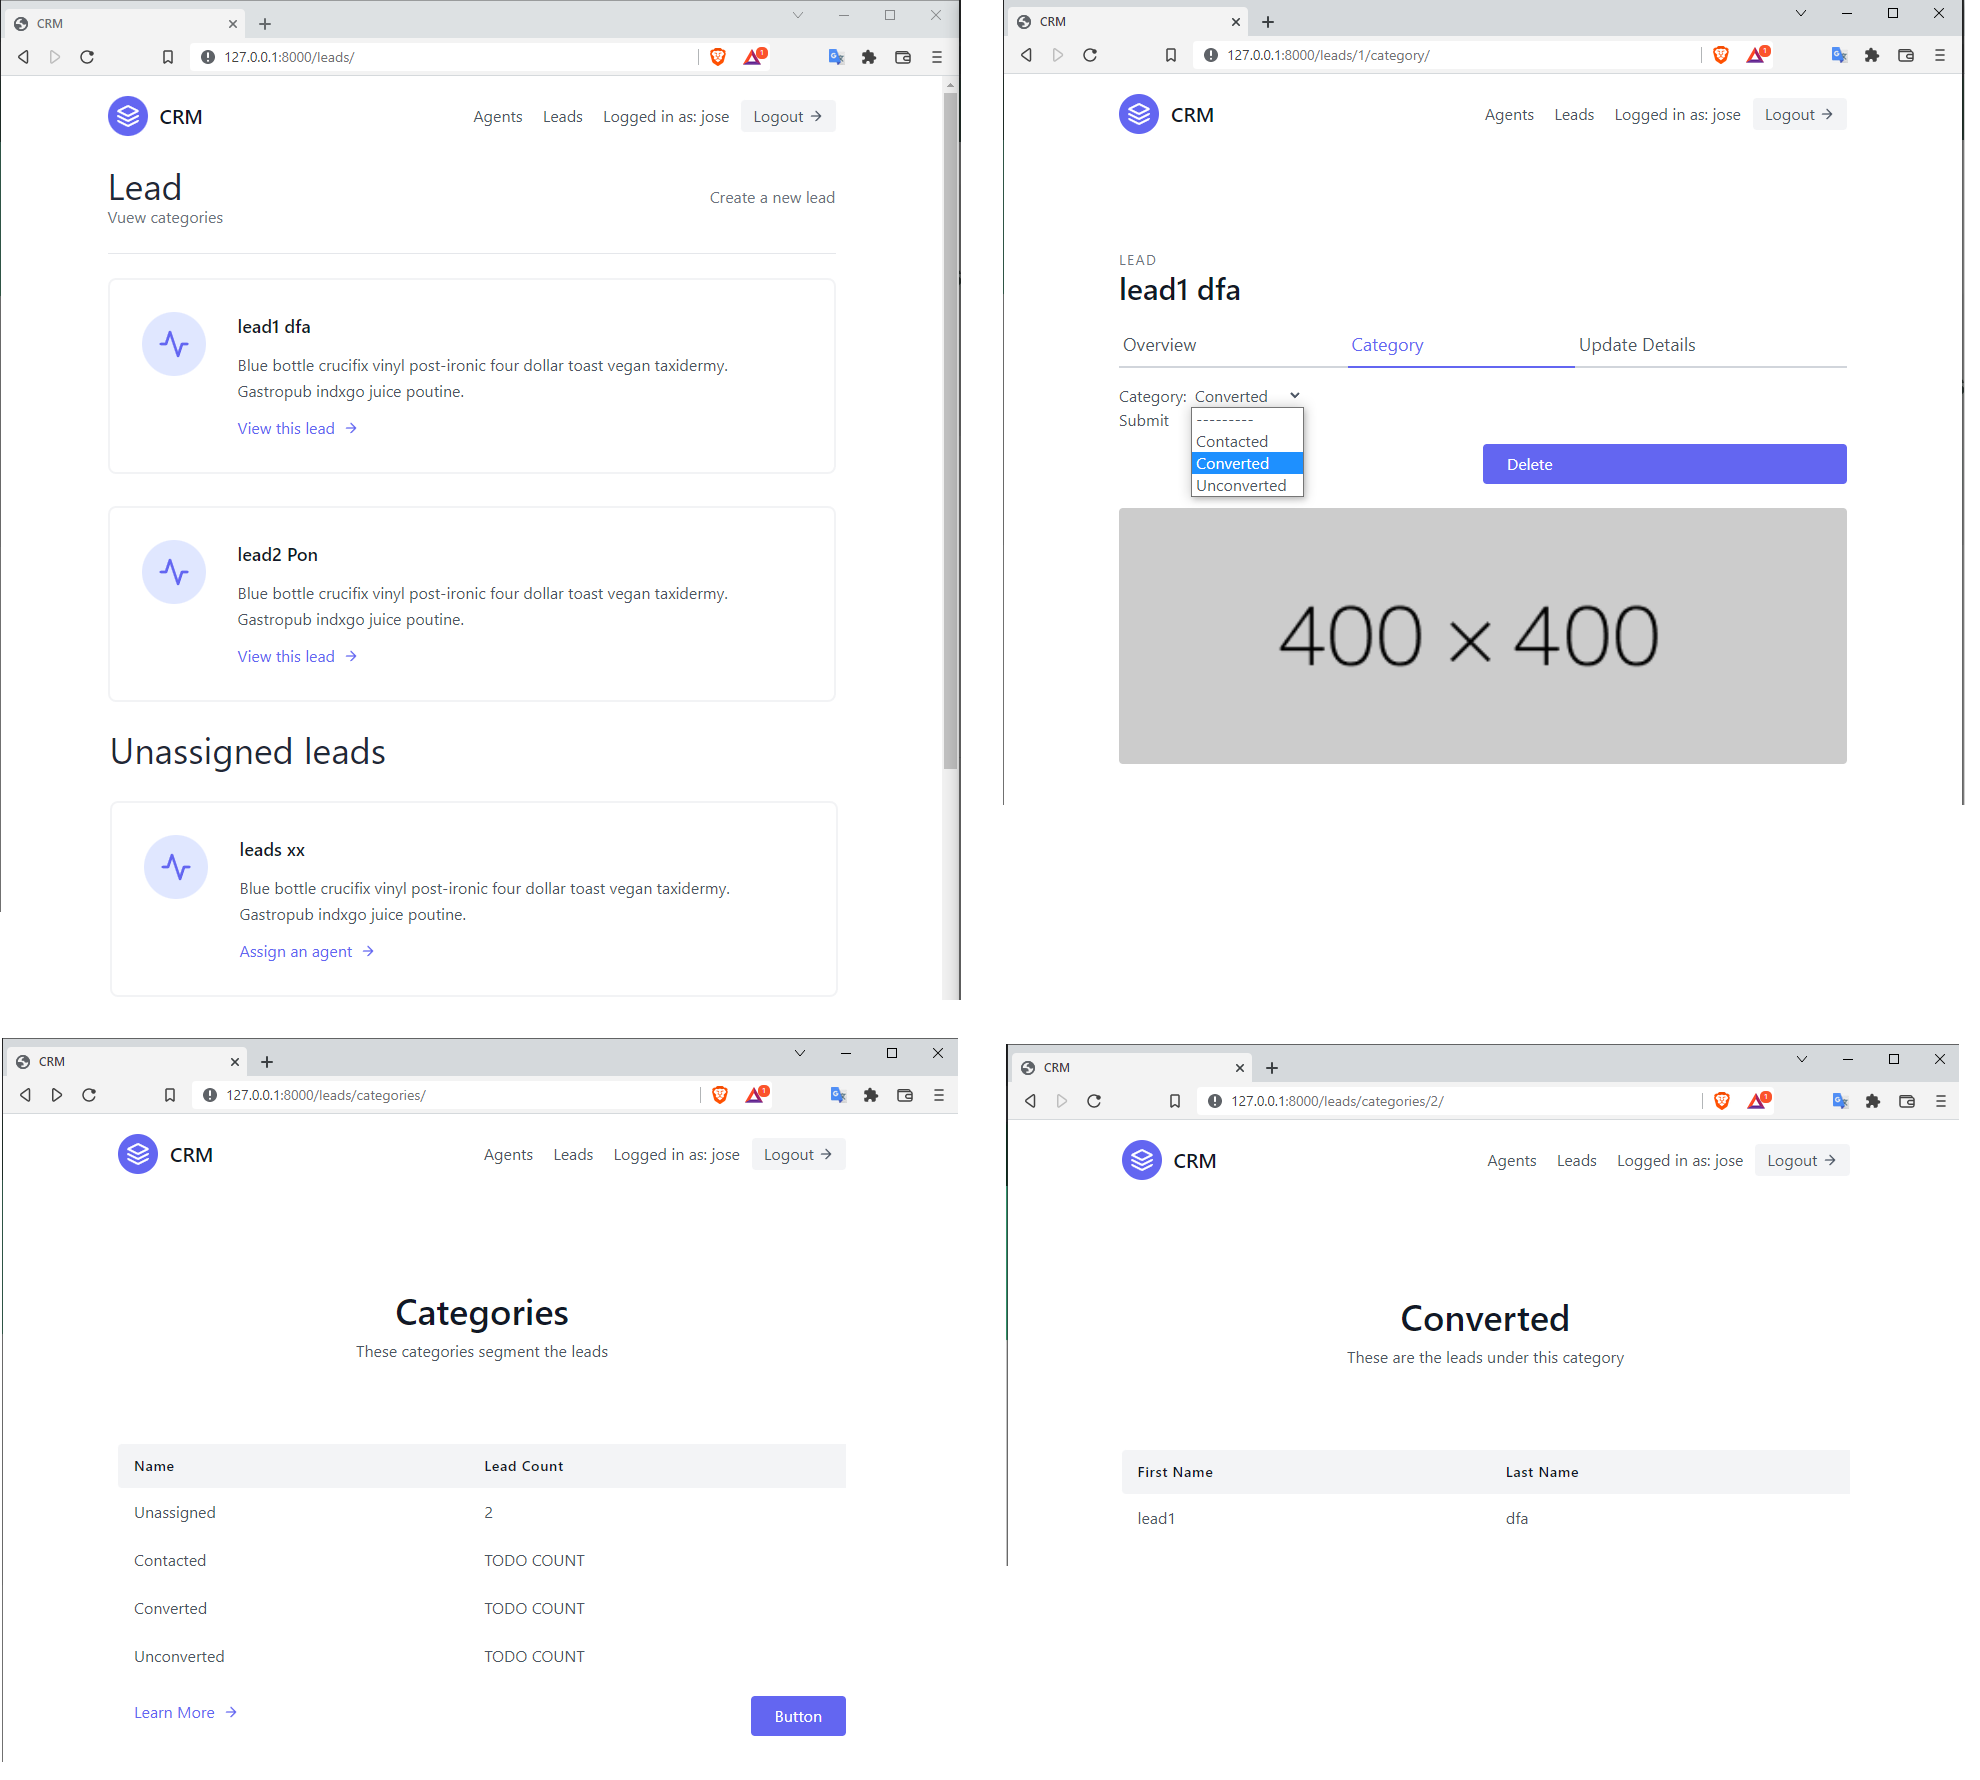 CRM
127.0.0.1:8000/leads/
1
CRM
Agents Leads Logged in as: jose Logout →
Lead
Vuew categories
Create a new lead
lead1 dfa
Blue bottle crucifix vinyl post-ironic four dollar toast vegan taxidermy.
Gastropub indxgo juice poutine.
View this lead →
lead2 Pon
Blue bottle crucifix vinyl post-ironic four dollar toast vegan taxidermy.
Gastropub indxgo juice poutine.
View this lead →
Unassigned leads
leads xx
Blue bottle crucifix vinyl post-ironic four dollar toast vegan taxidermy.
Gastropub indxgo juice poutine.
Assign an agent →
CRM
127.0.0.1:8000/leads/1/category/
1
CRM
Agents Leads Logged in as: jose Logout →
LEAD
lead1 dfa
Overview Category Update Details
Category: Converted
Submit
---------
Contacted
Converted
Unconverted
Delete
400 × 400
CRM
127.0.0.1:8000/leads/categories/
1
CRM
Agents Leads Logged in as: jose Logout →
Categories
These categories segment the leads
Name Lead Count
Unassigned 2
Contacted TODO COUNT
Converted TODO COUNT
Unconverted TODO COUNT
Learn More → Button
CRM
127.0.0.1:8000/leads/categories/2/
1
CRM
Agents Leads Logged in as: jose Logout →
Converted
These are the leads under this category
First Name Last Name
lead1 dfa